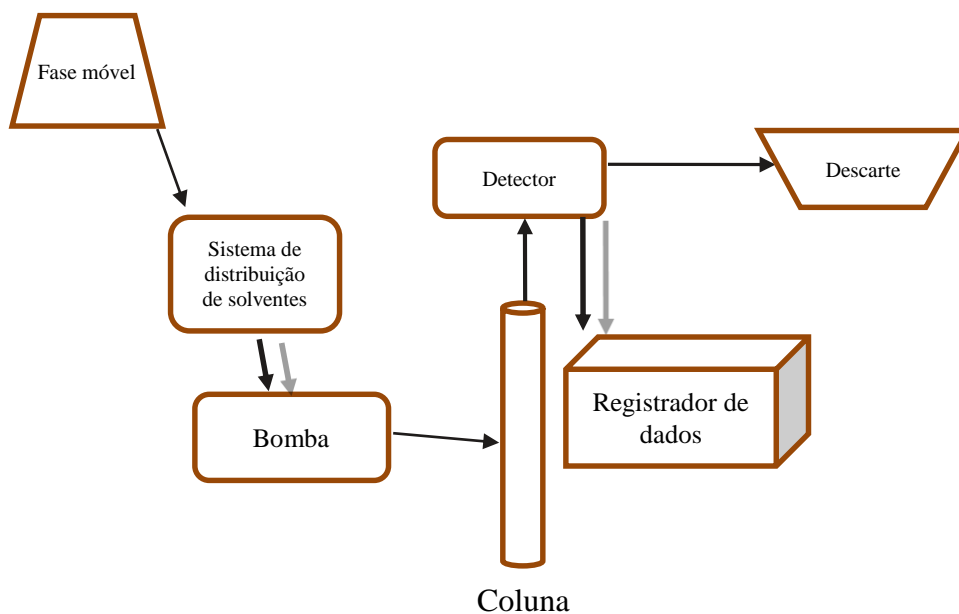 Fase móvel
Sistema de
distribuição
de solventes
Bomba
Coluna
Detector
Registrador de
dados
Descarte